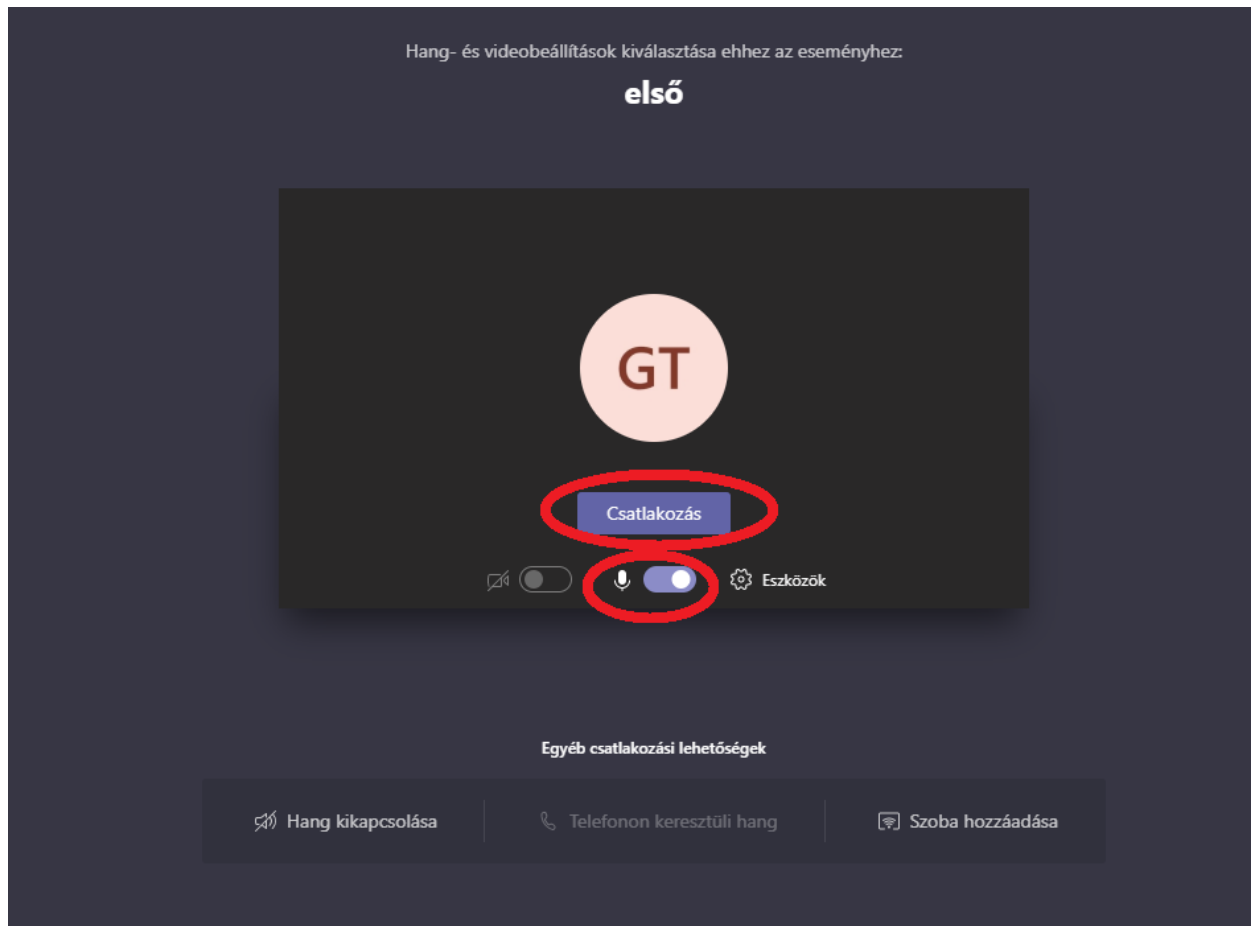 Hang- és videobeállítások kiválasztása ehhez az eseményhez:
első
GT
Csatlakozás
Eszközök
Egyéb csatlakozási lehetőségek
Hang kikapcsolása
Telefonon keresztüli hang
Szoba hozzáadása